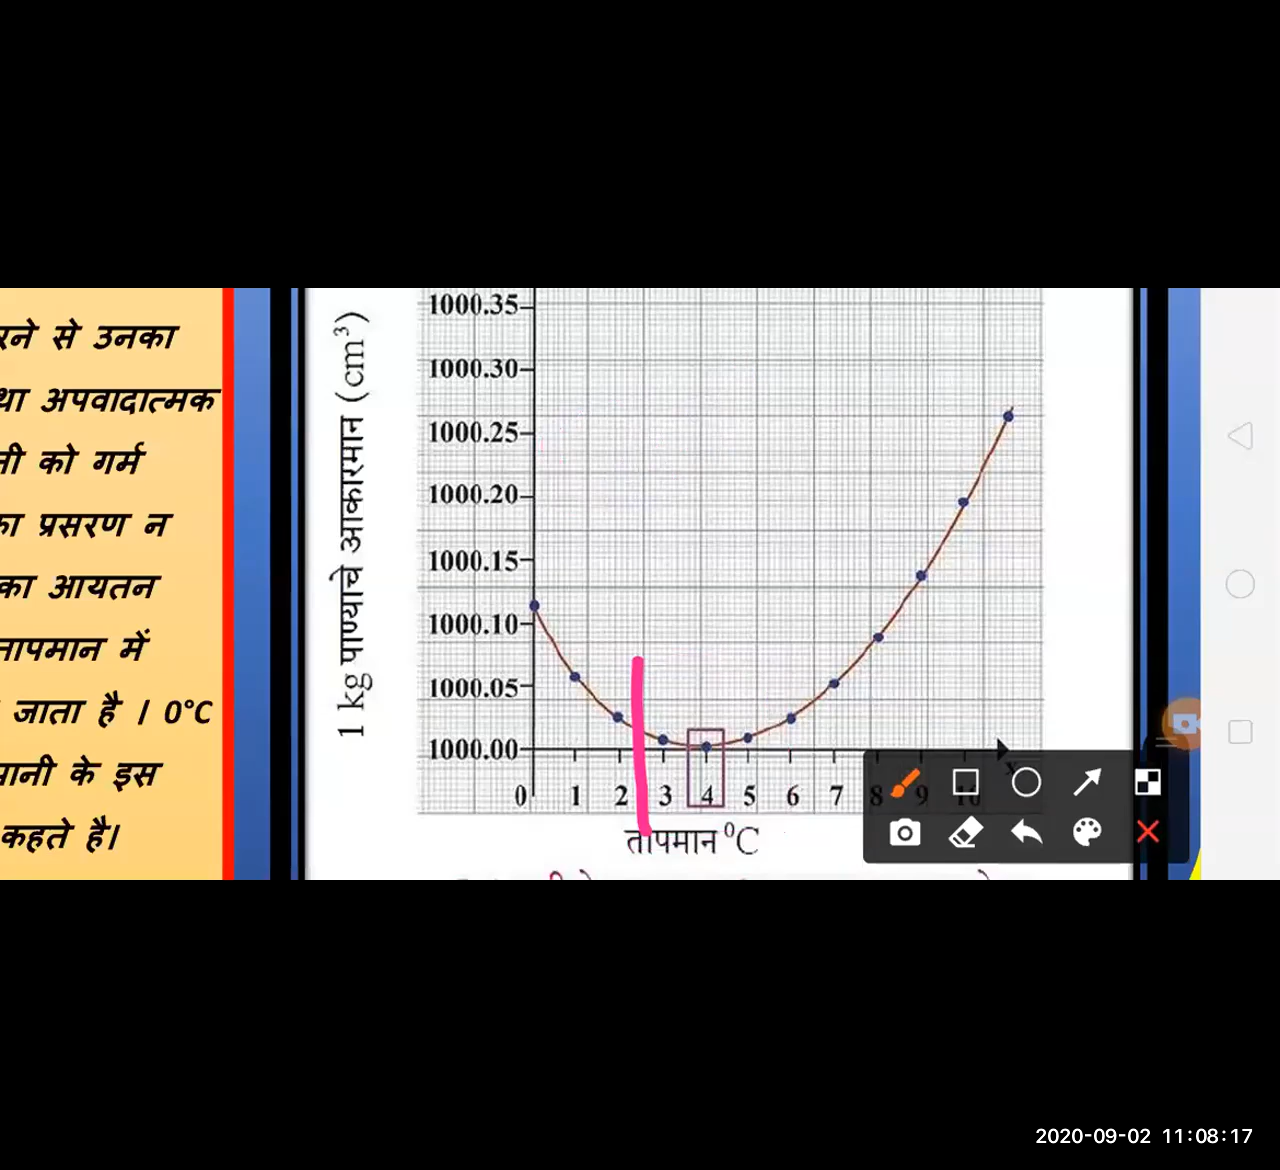 रने से उनका
था अपवादात्मक
नी को गर्म
का प्रसरण न
का आयतन
तापमान में
जाता है । 0°C
पानी के इस
कहते है।
1 kg पाण्याचे आकारमान (cm³)
1000.35
1000.30
1000.25
1000.20
1000.15
1000.10
1000.05
1000.00
0 1 2 3 4 5 6 7 8 9 10
x
तापमान ⁰C
2020-09-02 11:08:17